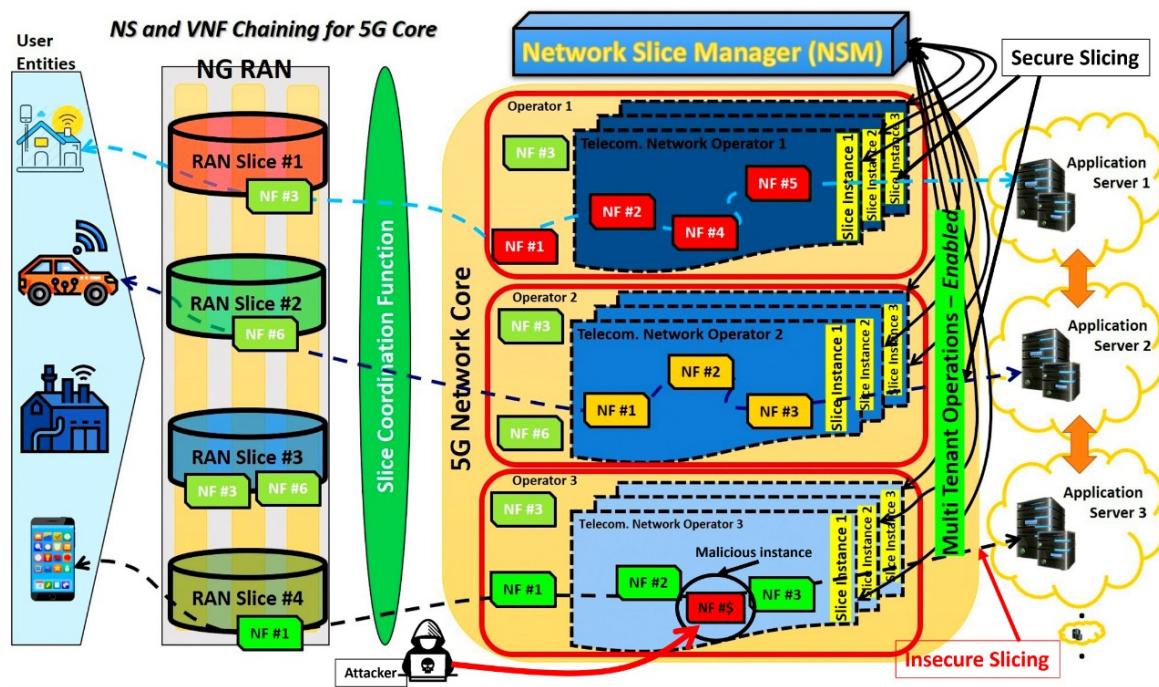 NS and VNF Chaining for 5G Core
User
Entities
NG RAN
RAN Slice #1
NF #3
RAN Slice #2
NF #6
RAN Slice #3
NF #3
NF #6
RAN Slice #4
NF #1
Slice Coordination Function
Network Slice Manager (NSM)
5G Network Core
Operator 1
NF #3
Telecom. Network Operator 1
NF #1
NF #2
NF #4
NF #5
Slice Instance 1
Slice Instance 2
Slice Instance 3
Operator 2
NF #3
NF #6
Telecom. Network Operator 2
NF #1
NF #2
NF #3
Slice Instance 1
Slice Instance 2
Slice Instance 3
Operator 3
NF #3
Telecom. Network Operator 3
Malicious instance
NF #1
NF #2
NF #$
NF #3
Slice Instance 1
Slice Instance 2
Slice Instance 3
Attacker
Multi Tenant Operations – Enabled
Secure Slicing
Application
Server 1
Application
Server 2
Application
Server 3
Insecure Slicing